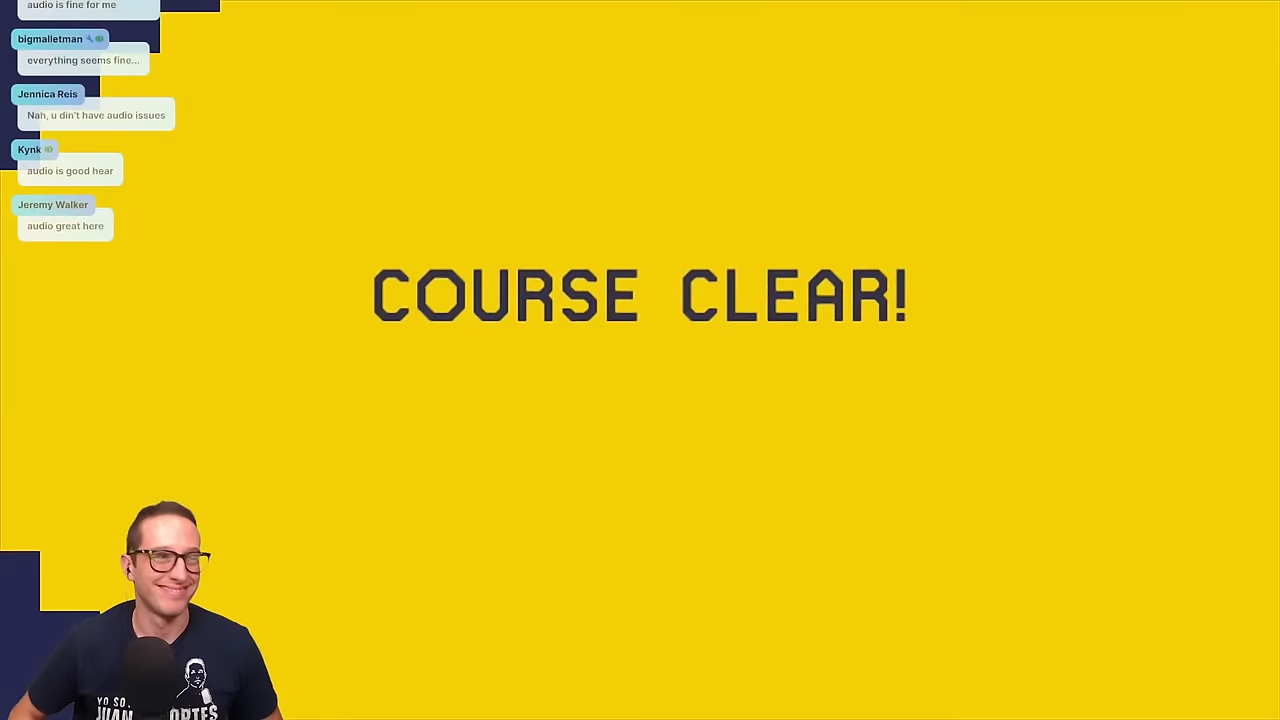 audio is fine for me
bigmalletman
everything seems fine...
Jennica Reis
Nah, u din't have audio issues
Kynk
audio is good hear
Jeremy Walker
audio great here
COURSE CLEAR!
YO SO
JUAN ORTES